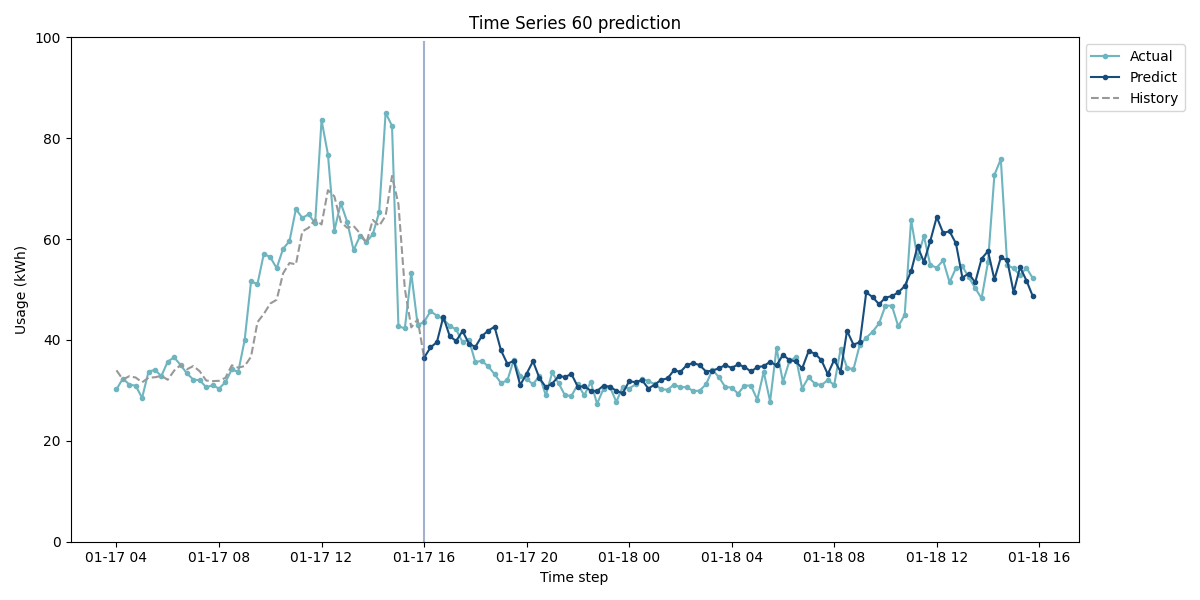 Time Series 60 prediction
Usage (kWh)
100
80
60
40
20
0
01-17 04
01-17 08
01-17 12
01-17 16
01-17 20
01-18 00
01-18 04
01-18 08
01-18 12
01-18 16
Time step
Actual
Predict
History